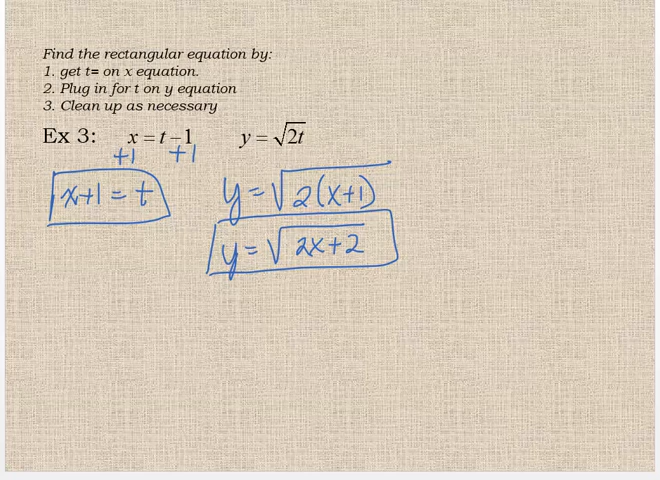 Find the rectangular equation by:
1. get t= on x equation.
2. Plug in for t on y equation
3. Clean up as necessary
Ex 3: x = t − 1 y = √2t
+1 +1
x+1 = t y = √2(x+1)
y = √2x+2